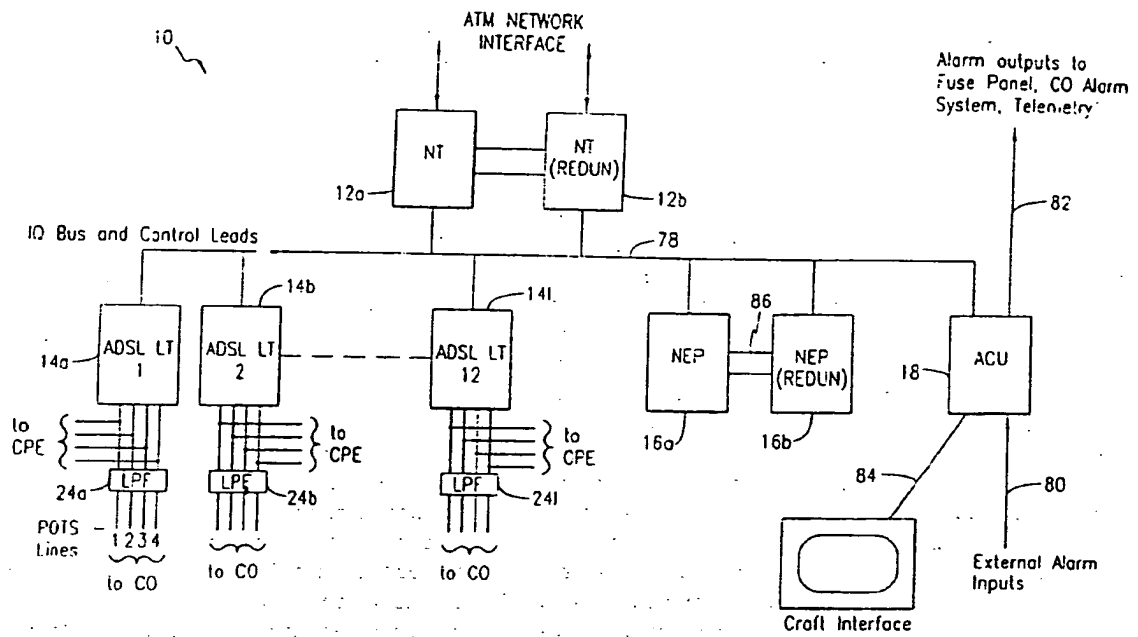 ATM NETWORK
INTERFACE
10
Alarm outputs to
Fuse Panel, CO Alarm
System, Telemetry
NT
NT
(REDUN)
12a
12b
82
IQ Bus and Control Leads
78
14b
14l
86
ADSL LT
1
14a
ADSL LT
2
ADSL LT
12
NEP
NEP
(REDUN)
ACU
18
16a
16b
to
CPE
to
CPE
to
CPE
LPF
24a
LPF
24b
LPF
24l
84
80
POTS
Lines
1 2 3 4
to CO
to CO
to CO
External Alarm
Inputs
Craft Interface